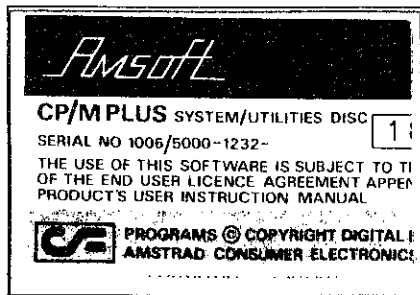 Amsoft
CP/M PLUS SYSTEM/UTILITIES DISC
1
SERIAL NO 1006/5000-1232-
THE USE OF THIS SOFTWARE IS SUBJECT TO
OF THE END USER LICENCE AGREEMENT
PRODUCT'S USER INSTRUCTION MANUAL
PROGRAMS © COPYRIGHT DIGITAL
AMSTRAD CONSUMER